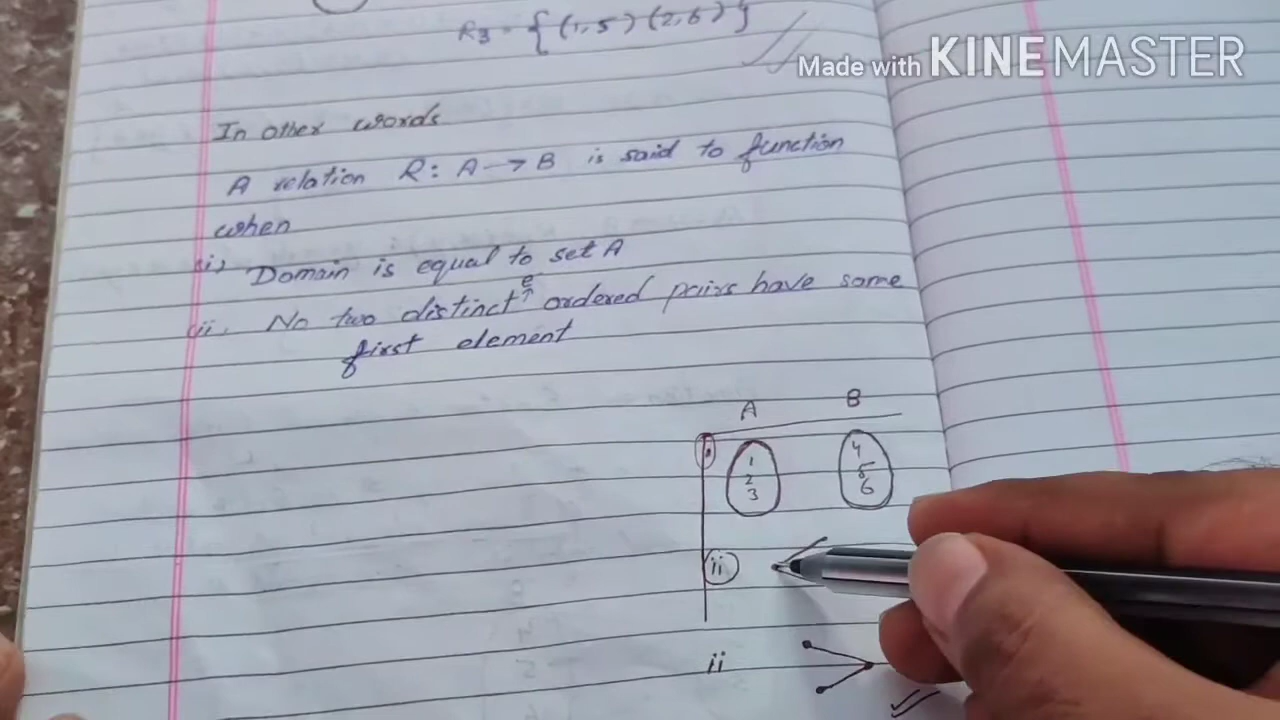 R3 = { (1,5) (2,6) }
Made with KINEMASTER
In other words
A relation R: A → B is said to function
when
(i) Domain is equal to set A
ii. No two distinct e ordered pairs have same
first element
A B
1 4
2 5
3 6
ii
ii